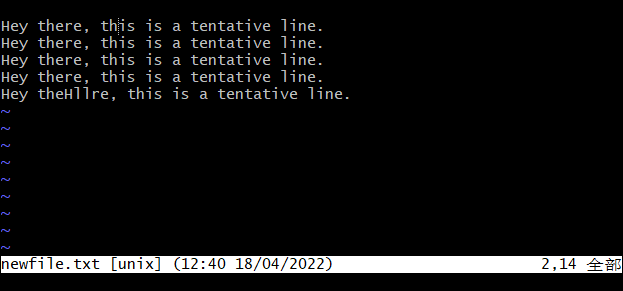 Hey there, this is a tentative line.
Hey there, this is a tentative line.
Hey there, this is a tentative line.
Hey there, this is a tentative line.
Hey theHllre, this is a tentative line.
~
~
~
~
~
~
~
~
~
newfile.txt [unix] (12:40 18/04/2022) 2,14 全部